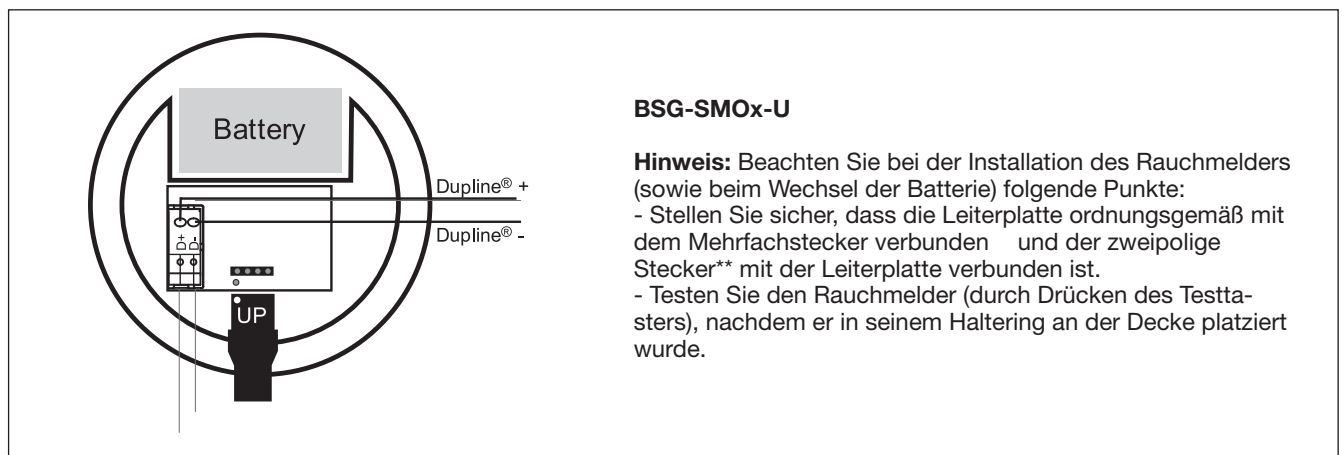 Battery
Dupline® +
Dupline® -
D+
D-
UP
BSG-SMOx-U
Hinweis: Beachten Sie bei der Installation des Rauchmelders
(sowie beim Wechsel der Batterie) folgende Punkte:
- Stellen Sie sicher, dass die Leiterplatte ordnungsgemäß mit
dem Mehrfachstecker verbunden und der zweipolige
Stecker** mit der Leiterplatte verbunden ist.
- Testen Sie den Rauchmelder (durch Drücken des Testta-
sters), nachdem er in seinem Haltering an der Decke platziert
wurde.